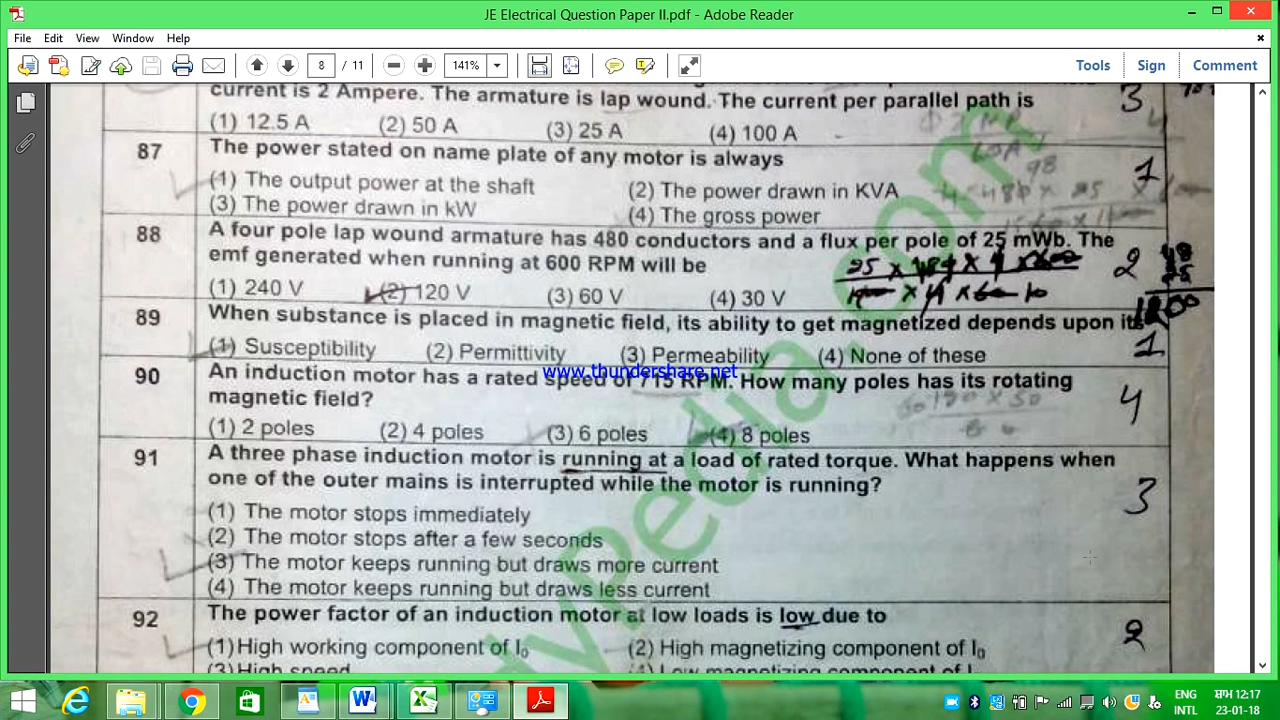 JE Electrical Question Paper II.pdf - Adobe Reader
File Edit View Window Help
8 / 11 141% Tools Sign Comment
current is 2 Ampere. The armature is lap wound. The current per parallel path is
(1) 12.5 A (2) 50 A (3) 25 A (4) 100 A
3
87 The power stated on name plate of any motor is always
(1) The output power at the shaft (2) The power drawn in KVA
(3) The power drawn in kW (4) The gross power
1
88 A four pole lap wound armature has 480 conductors and a flux per pole of 25 mWb. The
emf generated when running at 600 RPM will be
(1) 240 V (2) 120 V (3) 60 V (4) 30 V
2
89 When substance is placed in magnetic field, its ability to get magnetized depends upon its
(1) Susceptibility (2) Permittivity (3) Permeability (4) None of these
1
www.thundershare.net
90 An induction motor has a rated speed of 715 RPM. How many poles has its rotating
magnetic field?
(1) 2 poles (2) 4 poles (3) 6 poles (4) 8 poles
4
91 A three phase induction motor is running at a load of rated torque. What happens when
one of the outer mains is interrupted while the motor is running?
(1) The motor stops immediately
(2) The motor stops after a few seconds
(3) The motor keeps running but draws more current
(4) The motor keeps running but draws less current
3
92 The power factor of an induction motor at low loads is low due to
(1) High working component of I₀ (2) High magnetizing component of I₀
(3) High speed (4) Low magnetizing component of I
2
ENG 12:17
INTL 23-01-18